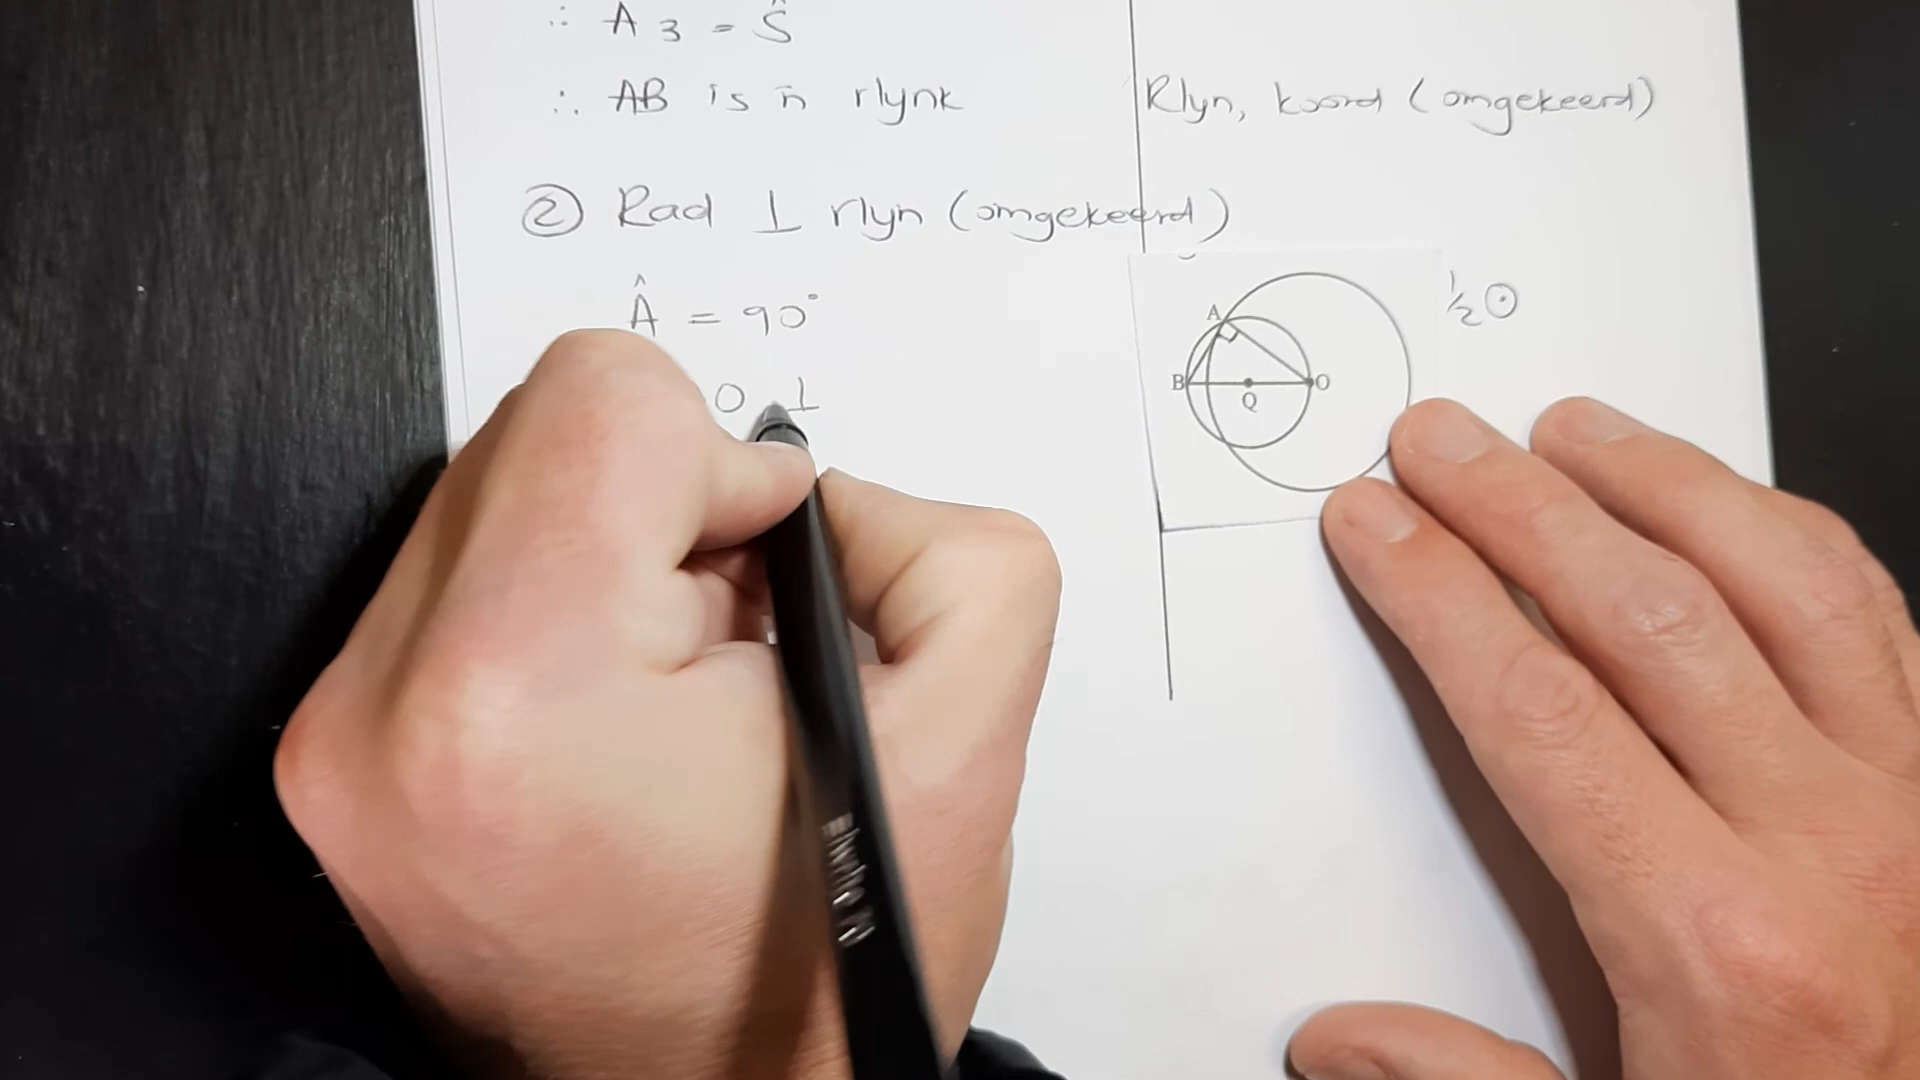 ∴ A3 = Ŝ
∴ AB is 'n rlynk Rlyn, koord (omgekeerd)
② Rad ⊥ rlyn (omgekeerd)
Â = 90° ½⊙
O ⊥
A
B
Q
O